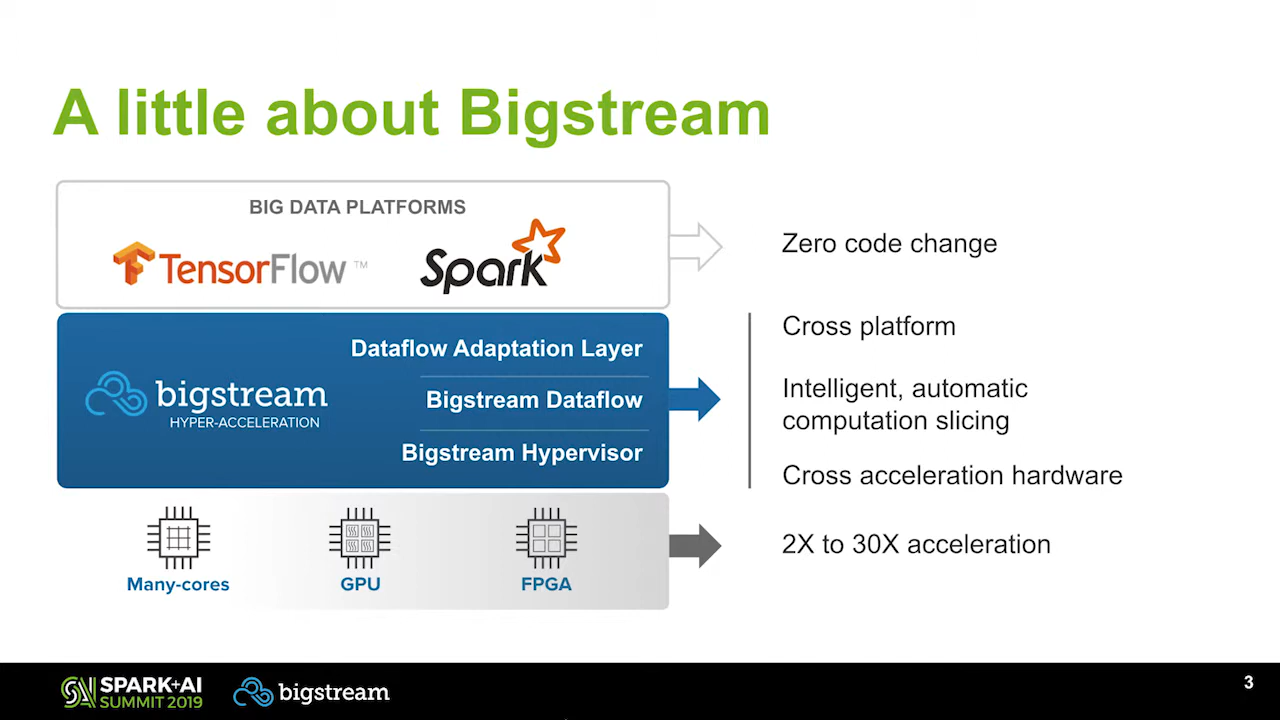 A little about Bigstream
BIG DATA PLATFORMS
TensorFlow™
Spark
Zero code change
bigstream
HYPER-ACCELERATION
Dataflow Adaptation Layer
Bigstream Dataflow
Bigstream Hypervisor
Cross platform
Intelligent, automatic
computation slicing
Cross acceleration hardware
Many-cores
GPU
FPGA
2X to 30X acceleration
SPARK+AI
SUMMIT 2019
bigstream
3